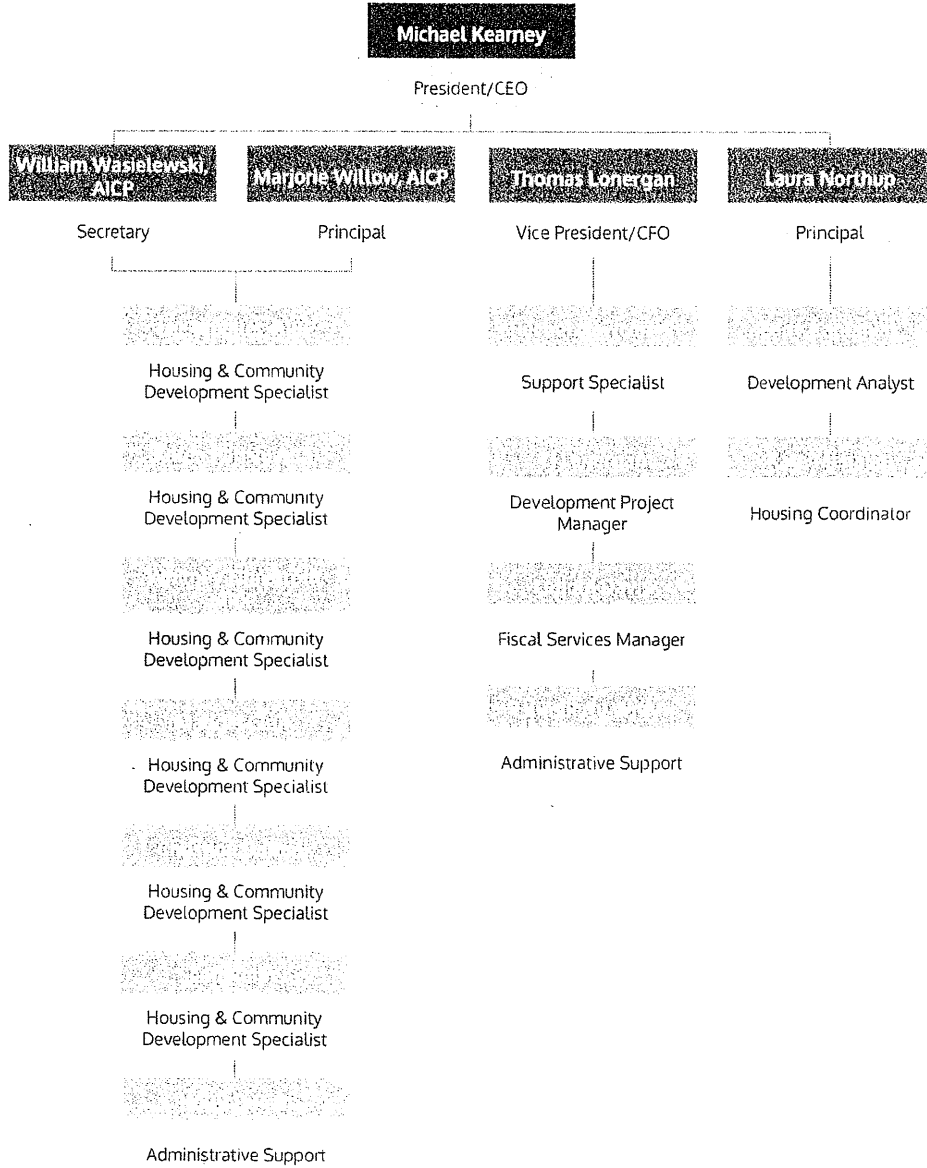 Michael Kearney
President/CEO
William Wasielewski,
AICP
Secretary
Marjorie Willow, AICP
Principal
Thomas Lonergan
Vice President/CFO
Laura Northup
Principal
Housing & Community
Development Specialist
Housing & Community
Development Specialist
Housing & Community
Development Specialist
Housing & Community
Development Specialist
Housing & Community
Development Specialist
Housing & Community
Development Specialist
Administrative Support
Support Specialist
Development Project
Manager
Fiscal Services Manager
Administrative Support
Development Analyst
Housing Coordinator